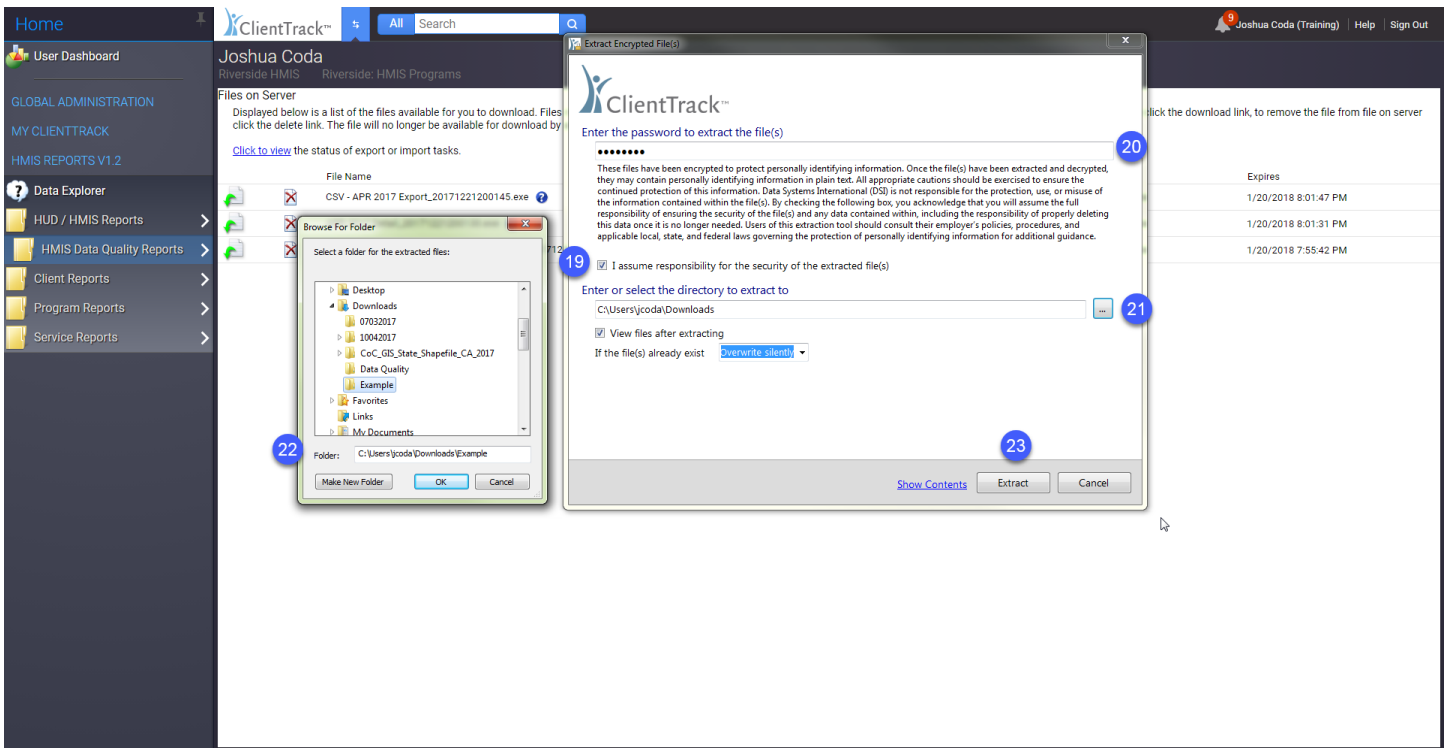 Home
ClientTrack™
All
Search
9
Joshua Coda (Training)
Help
Sign Out
User Dashboard
GLOBAL ADMINISTRATION
MY CLIENTTRACK
HMIS REPORTS V1.2
Data Explorer
HUD / HMIS Reports
HMIS Data Quality Reports
Client Reports
Program Reports
Service Reports
Joshua Coda
Riverside HMIS
Riverside: HMIS Programs
Files on Server
Displayed below is a list of the files available for you to download. Files
click the download link, to remove the file from file on server
click the delete link. The file will no longer be available for download by
Click to view the status of export or import tasks.
File Name
Expires
CSV - APR 2017 Export_20171221200145.exe
1/20/2018 8:01:47 PM
1/20/2018 8:01:31 PM
1/20/2018 7:55:42 PM
Browse For Folder
x
Select a folder for the extracted files:
Desktop
Downloads
07032017
10042017
CoC_GIS_State_Shapefile_CA_2017
Data Quality
Example
Favorites
Links
My Documents
22
Folder:
C:\Users\jcoda\Downloads\Example
Make New Folder
OK
Cancel
Extract Encrypted File(s)
x
ClientTrack™
Enter the password to extract the file(s)
••••••••
20
These files have been encrypted to protect personally identifying information. Once the file(s) have been extracted and decrypted,
they may contain personally identifying information in plain text. All appropriate cautions should be exercised to ensure the
continued protection of this information. Data Systems International (DSI) is not responsible for the protection, use, or misuse of
the information contained within the file(s). By checking the following box, you acknowledge that you will assume the full
responsibility of ensuring the security of the file(s) and any data contained within, including the responsibility of properly deleting
this data once it is no longer needed. Users of this extraction tool should consult their employer's policies, procedures, and
applicable local, state, and federal laws governing the protection of personally identifying information for additional guidance.
19
I assume responsibility for the security of the extracted file(s)
Enter or select the directory to extract to
C:\Users\jcoda\Downloads
...
21
View files after extracting
If the file(s) already exist
Overwrite silently
23
Show Contents
Extract
Cancel